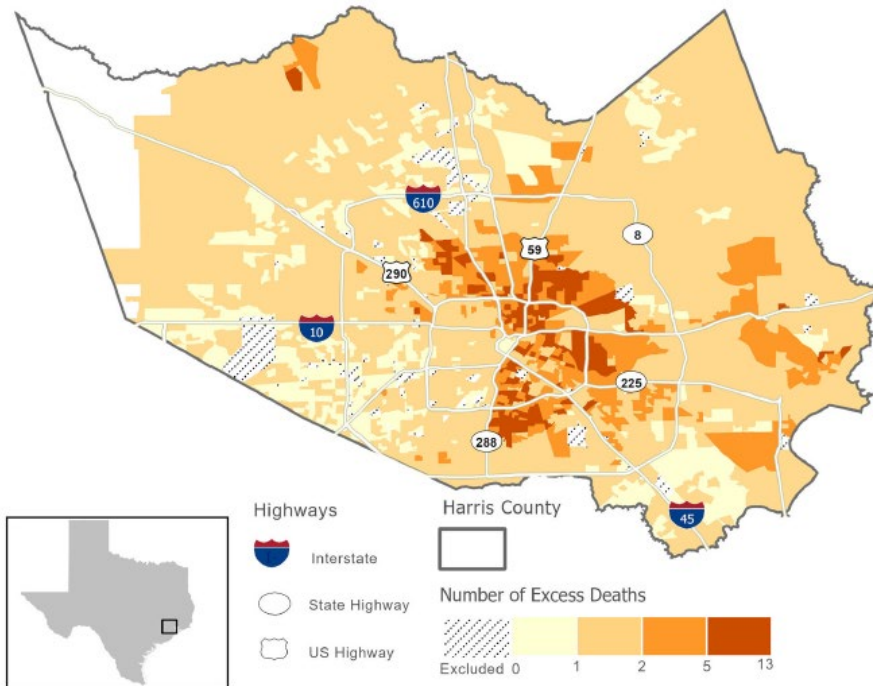 610
59
8
290
10
225
288
45
Highways
Interstate
State Highway
US Highway
Harris County
Number of Excess Deaths
Excluded 0 1 2 5 13